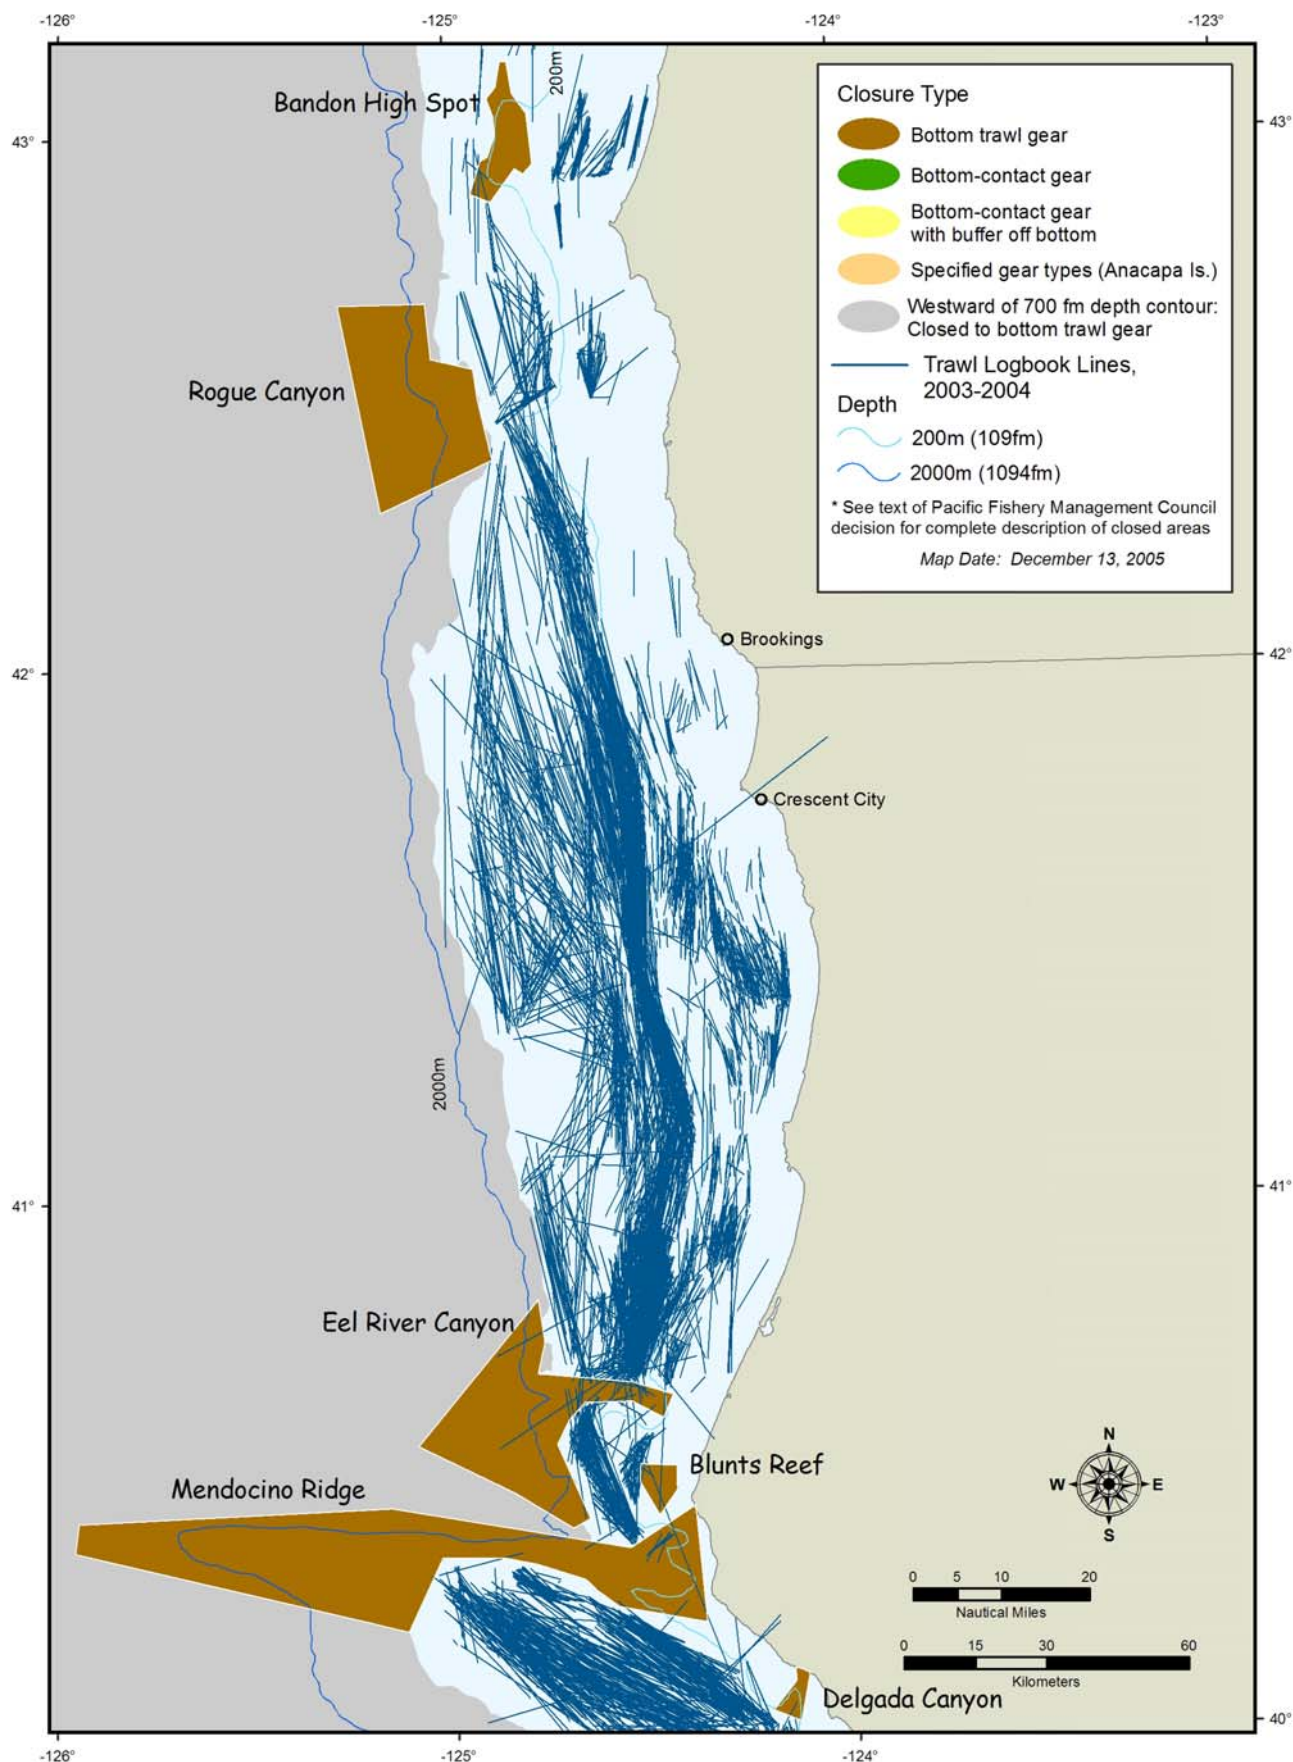 -126°
-125°
-124°
-123°
200m
Bandon High Spot
43°
43°
Closure Type
Bottom trawl gear
Bottom-contact gear
Bottom-contact gear
with buffer off bottom
Specified gear types (Anacapa Is.)
Westward of 700 fm depth contour:
Closed to bottom trawl gear
Trawl Logbook Lines,
2003-2004
Depth
200m (109fm)
2000m (1094fm)
* See text of Pacific Fishery Management Council
decision for complete description of closed areas
Map Date: December 13, 2005
Rogue Canyon
Brookings
42°
42°
Crescent City
2000m
41°
41°
Eel River Canyon
Blunts Reef
Mendocino Ridge
N
W
E
S
0 5 10 20
Nautical Miles
0 15 30 60
Kilometers
Delgada Canyon
40°
-126°
-125°
-124°